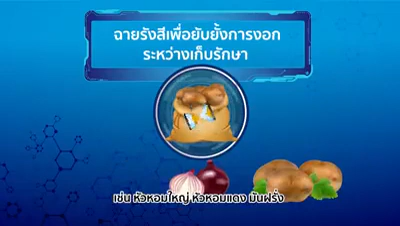 ฉายรังสีเพื่อยับยั้งการงอก
ระหว่างเก็บรักษา
เช่น หัวหอมใหญ่ หัวหอมแดง มันฝรั่ง